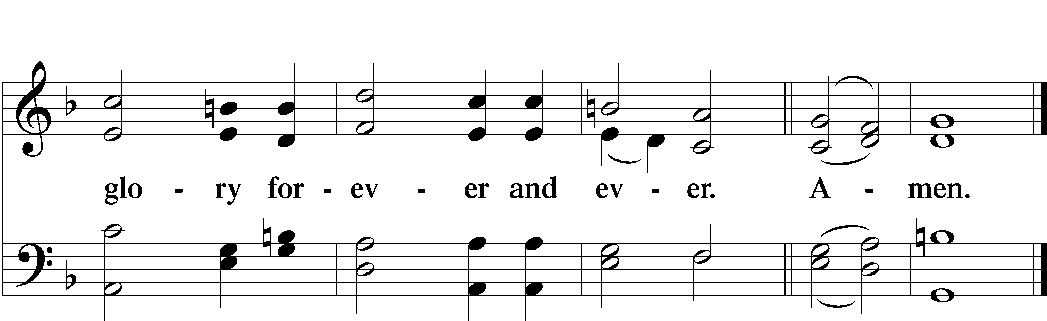 glo - ry for - ev - er and ev - er. A - men.